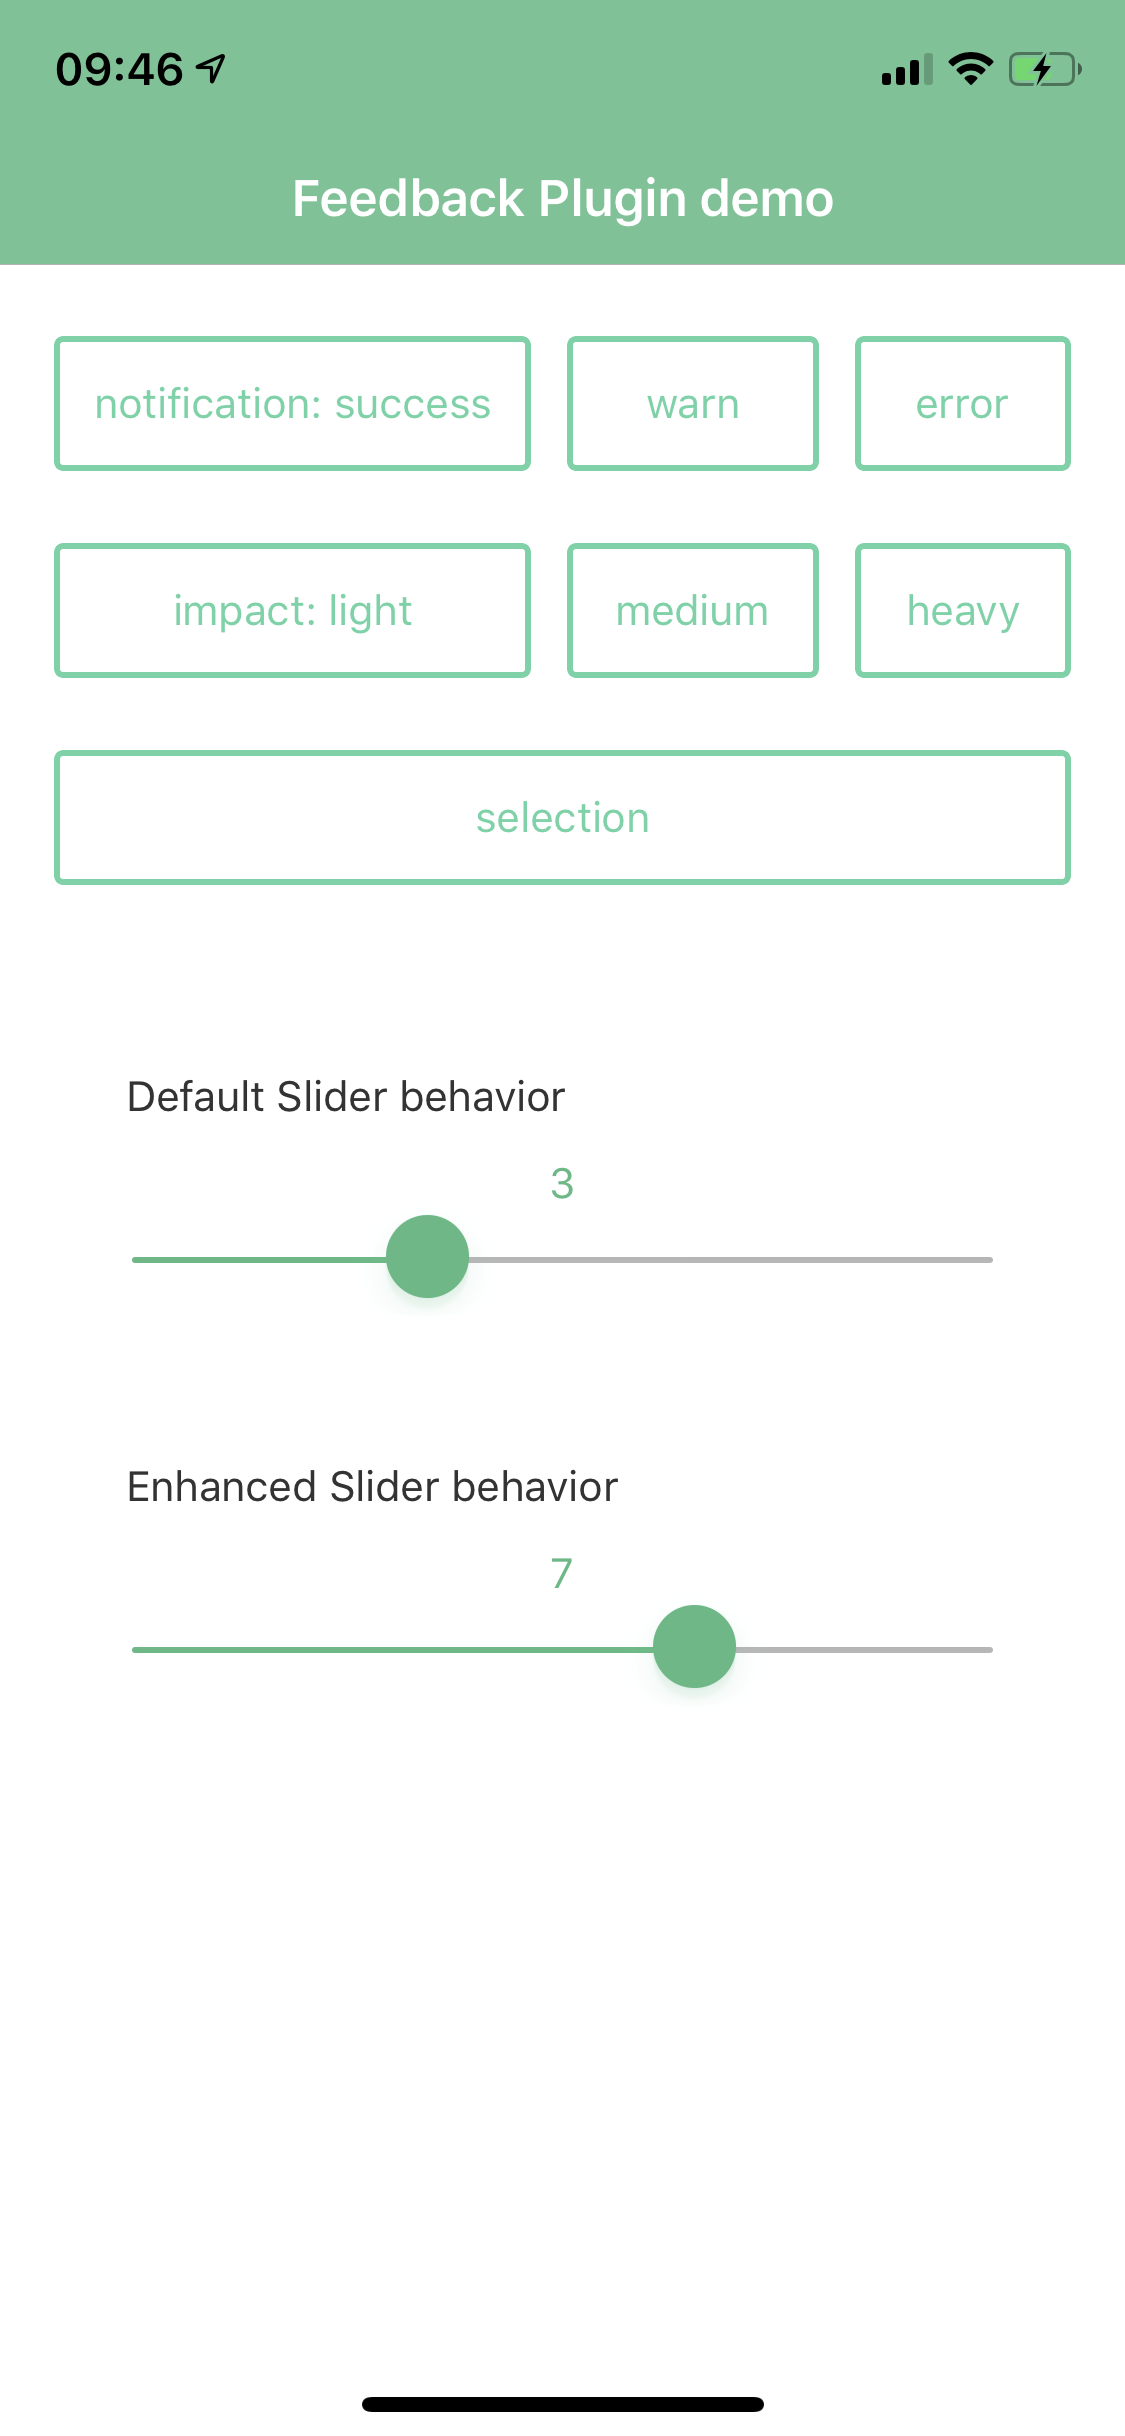 09:46
Feedback Plugin demo
notification: success warn error
impact: light medium heavy
selection
Default Slider behavior
3
Enhanced Slider behavior
7